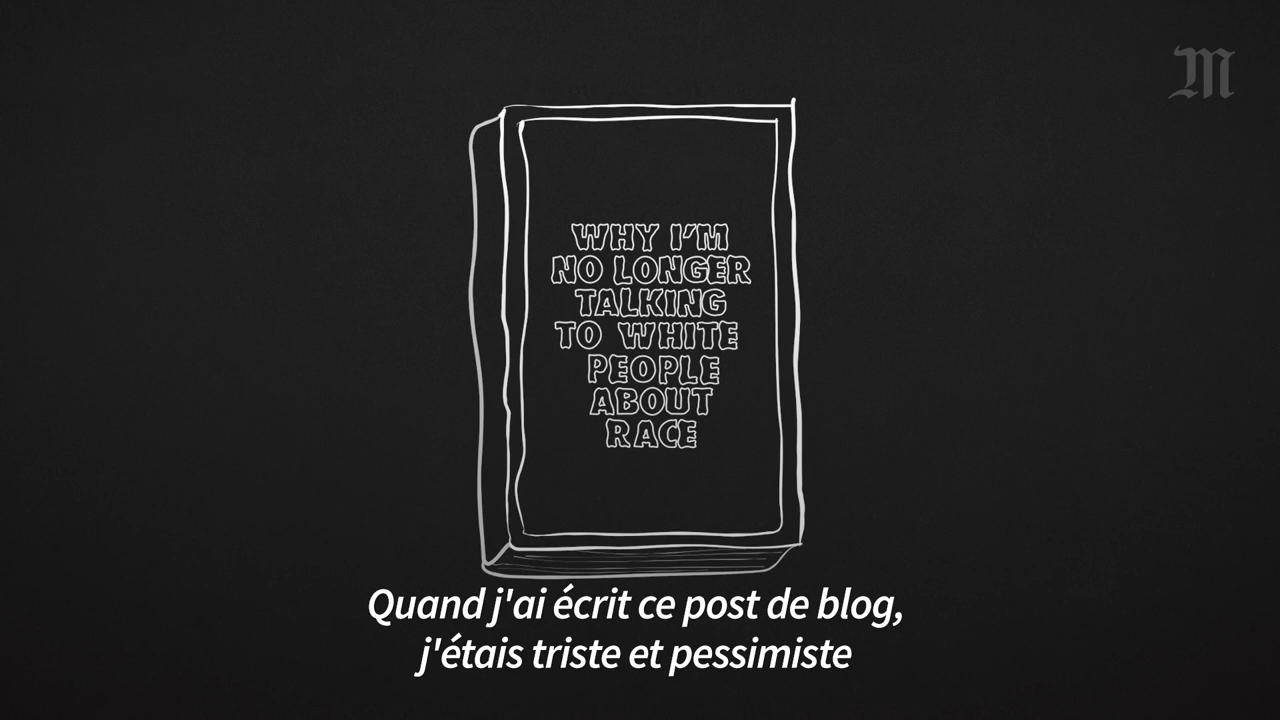 M
WHY I'M
NO LONGER
TALKING
TO WHITE
PEOPLE
ABOUT
RACE
Quand j'ai écrit ce post de blog,
j'étais triste et pessimiste